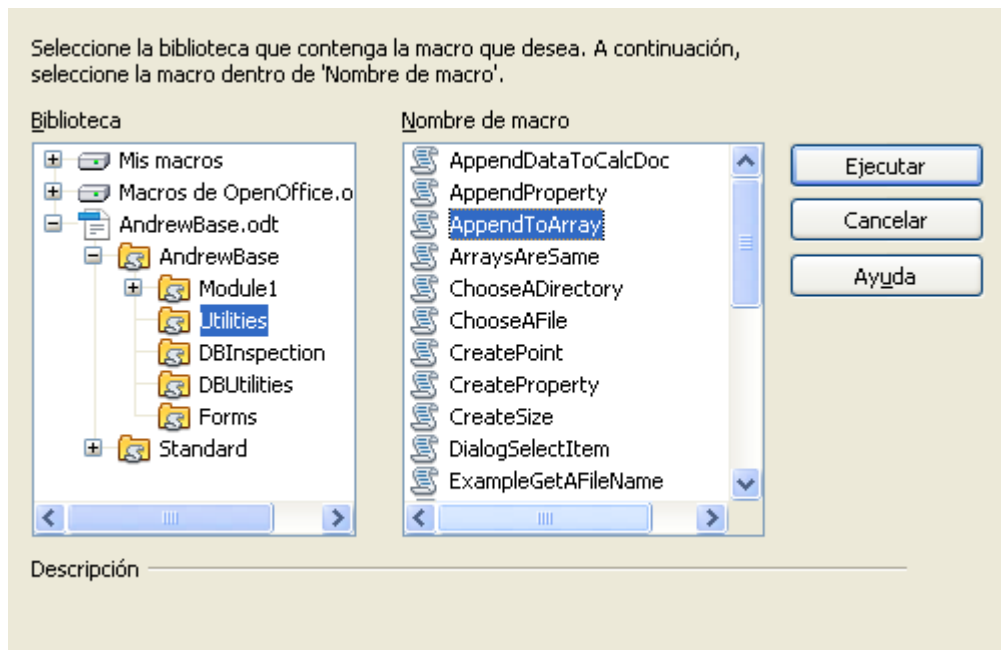 Seleccione la biblioteca que contenga la macro que desea. A continuación,
seleccione la macro dentro de 'Nombre de macro'.
Biblioteca
Mis macros
Macros de OpenOffice.o
AndrewBase.odt
AndrewBase
Module1
Utilities
DBInspection
DBUtilities
Forms
Standard
Nombre de macro
AppendDataToCalcDoc
AppendProperty
AppendToArray
ArraysAreSame
ChooseADirectory
ChooseAFile
CreatePoint
CreateProperty
CreateSize
DialogSelectItem
ExampleGetAFileName
Ejecutar
Cancelar
Ayuda
Descripción